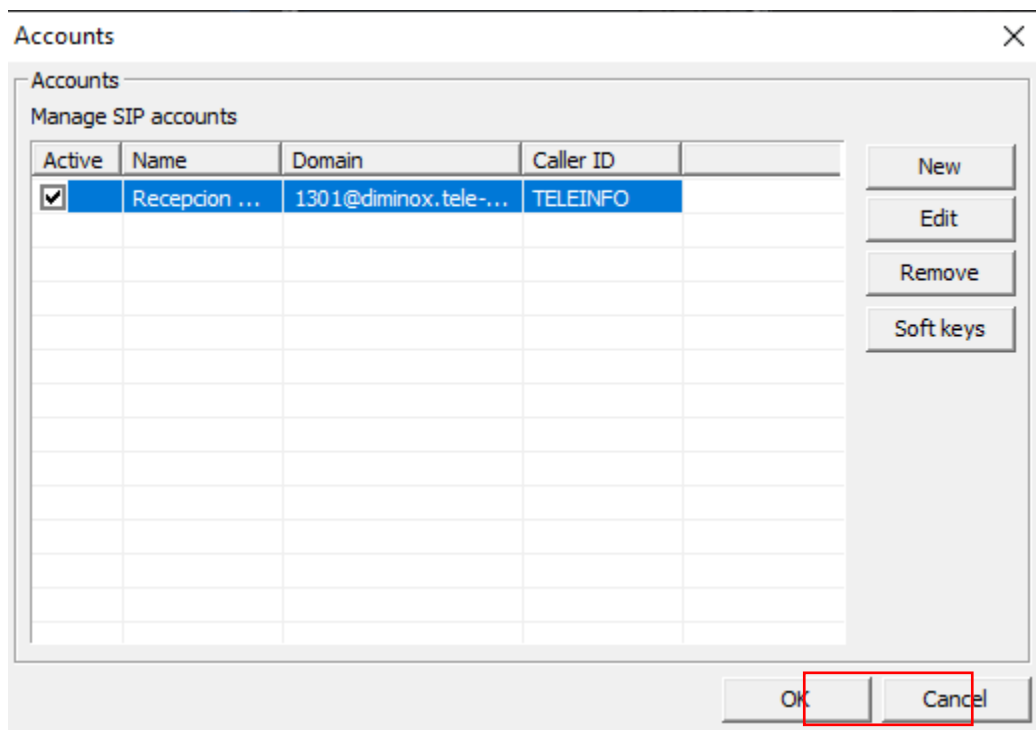 Accounts
Accounts
Manage SIP accounts
Active Name Domain Caller ID
Recepcion ... 1301@diminox.tele-... TELEINFO
New
Edit
Remove
Soft keys
OK Cancel